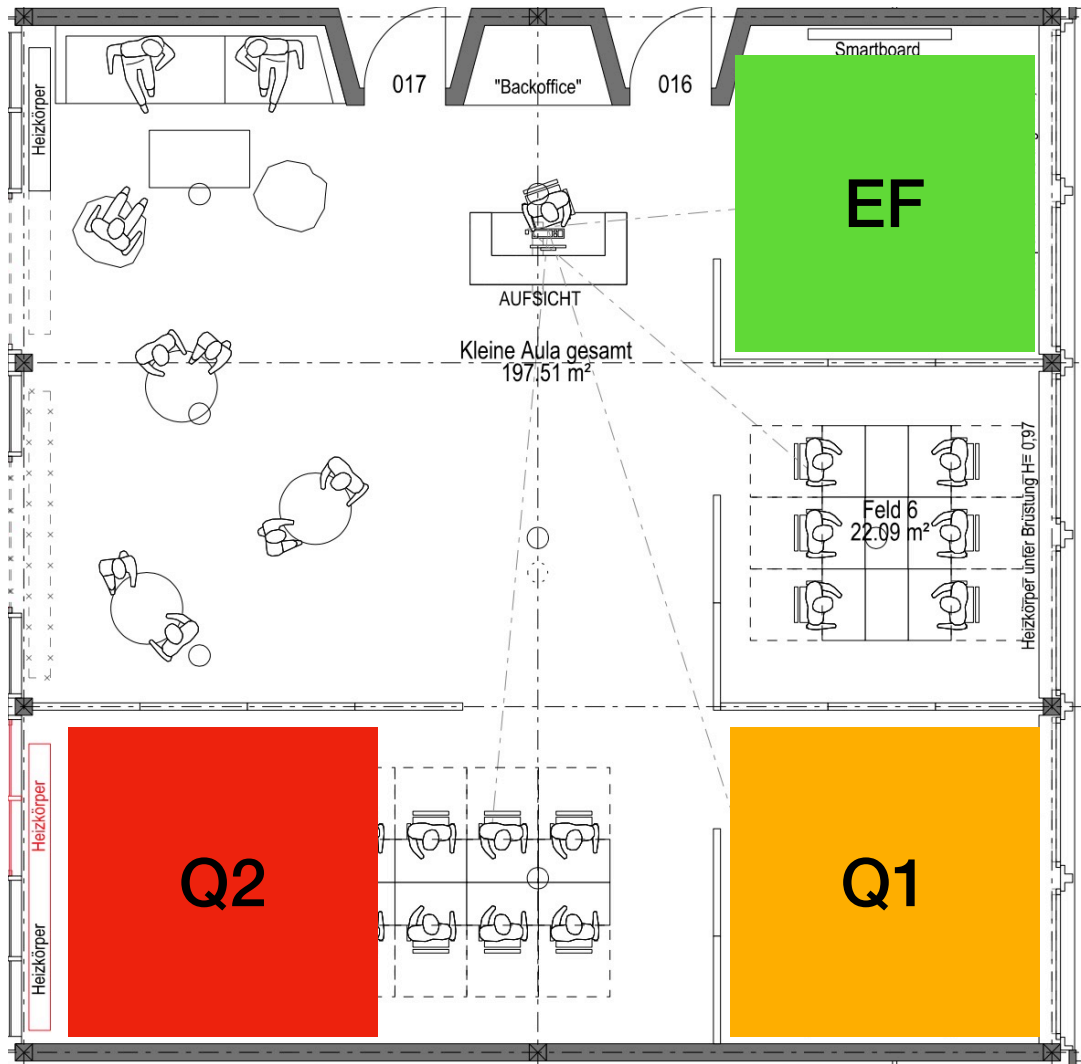 Smartboard
017
"Backoffice"
016
Heizkörper
EF
AUFSICHT
Kleine Aula gesamt
197.51 m²
Feld 6
22.09 m²
Heizkörper unter Brüstung H= 0,97
Heizkörper
Heizkörper
Q2
Q1